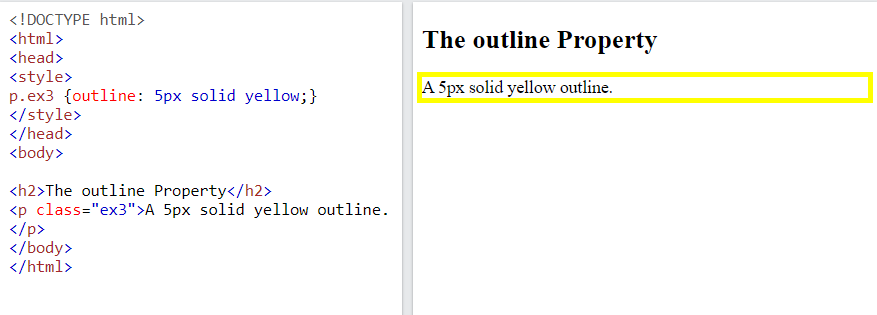 <!DOCTYPE html>
<html>
<head>
<style>
p.ex3 {outline: 5px solid yellow;}
</style>
</head>
<body>

<h2>The outline Property</h2>
<p class="ex3">A 5px solid yellow outline.
</p>
</body>
</html>
The outline Property
A 5px solid yellow outline.